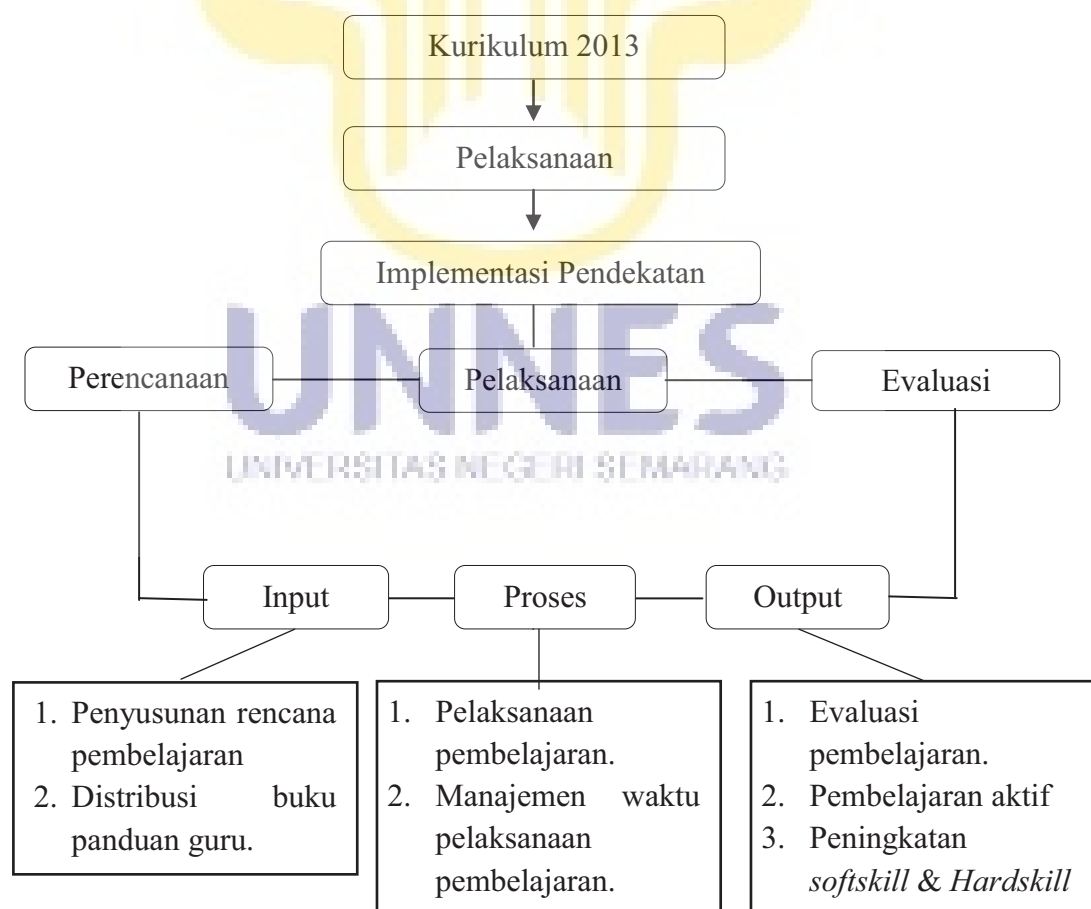 Kurikulum 2013
Pelaksanaan
Implementasi Pendekatan
UNNES
Perencanaan
Pelaksanaan
Evaluasi
UNIVERSITAS NEGERI SEMARANG
Input
Proses
Output
1. Penyusunan rencana
pembelajaran
2. Distribusi buku
panduan guru.
1. Pelaksanaan
pembelajaran.
2. Manajemen waktu
pelaksanaan
pembelajaran.
1. Evaluasi
pembelajaran.
2. Pembelajaran aktif
3. Peningkatan
softskill & Hardskill